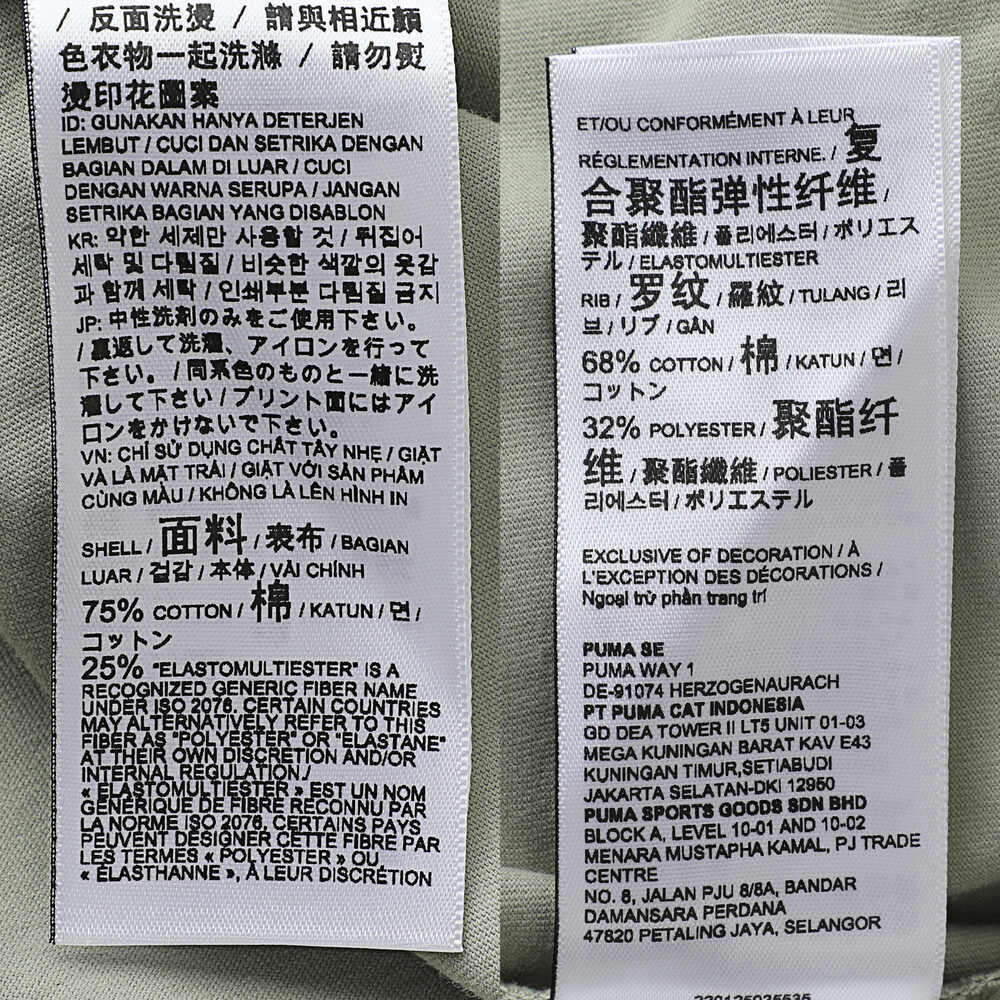 / 反面洗燙 / 請與相近顏
色衣物一起洗滌 / 請勿熨
燙印花圖案
ID: GUNAKAN HANYA DETERJEN
LEMBUT / CUCI DAN SETRIKA DENGAN
BAGIAN DALAM DI LUAR / CUCI
DENGAN WARNA SERUPA / JANGAN
SETRIKA BAGIAN YANG DISABLON
KR: 약한 세제만 사용할 것 / 뒤집어
세탁 및 다림질 / 비슷한 색깔의 옷감
과 함께 세탁 / 인쇄부분 다림질 금지
JP: 中性洗剤のみをご使用下さい。
/ 裏返して洗濯、アイロンを行って
下さい。/ 同系色のものと一緒に洗
濯して下さい / プリント面にはアイ
ロンをかけないで下さい。
VN: CHỈ SỬ DỤNG CHẤT TẨY NHẸ / GIẶT
VÀ LÀ MẶT TRÁI / GIẶT VỚI SẢN PHẨM
CÙNG MÀU / KHÔNG LÀ LÊN HÌNH IN
SHELL / 面料 / 表布 / BAGIAN
LUAR / 겉감 / 本体 / VẢI CHÍNH
75% COTTON / 棉 / KATUN / 면 /
コットン
25% "ELASTOMULTIESTER" IS A
RECOGNIZED GENERIC FIBER NAME
UNDER ISO 2076. CERTAIN COUNTRIES
MAY ALTERNATIVELY REFER TO THIS
FIBER AS "POLYESTER" OR "ELASTANE"
AT THEIR OWN DISCRETION AND/OR
INTERNAL REGULATION./
« ÉLASTOMULTIESTER » EST UN NOM
GÉNÉRIQUE DE FIBRE RECONNU PAR
LA NORME ISO 2076. CERTAINS PAYS
PEUVENT DÉSIGNER CETTE FIBRE PAR
LES TERMES « POLYESTER » OU
« ÉLASTHANNE », À LEUR DISCRÉTION
ET/OU CONFORMÉMENT À LEUR
RÉGLEMENTATION INTERNE. / 复
合聚酯弹性纤维 /
聚酯纖維 / 폴리에스터 / ポリエス
テル / ELASTOMULTIESTER
RIB / 罗纹 / 羅紋 / TULANG / 리
브 / リブ / GÂN
68% COTTON / 棉 / KATUN / 면 /
コットン
32% POLYESTER / 聚酯纤
维 / 聚酯纖維 / POLIESTER / 폴
리에스터 / ポリエステル
EXCLUSIVE OF DECORATION / À
L'EXCEPTION DES DÉCORATIONS /
Ngoại trừ phần trang trí
PUMA SE
PUMA WAY 1
DE-91074 HERZOGENAURACH
PT PUMA CAT INDONESIA
GD DEA TOWER II LT5 UNIT 01-03
MEGA KUNINGAN BARAT KAV E43
KUNINGAN TIMUR,SETIABUDI
JAKARTA SELATAN-DKI 12950
PUMA SPORTS GOODS SDN BHD
BLOCK A, LEVEL 10-01 AND 10-02
MENARA MUSTAPHA KAMAL, PJ TRADE
CENTRE
NO. 8, JALAN PJU 8/8A, BANDAR
DAMANSARA PERDANA
47820 PETALING JAYA, SELANGOR